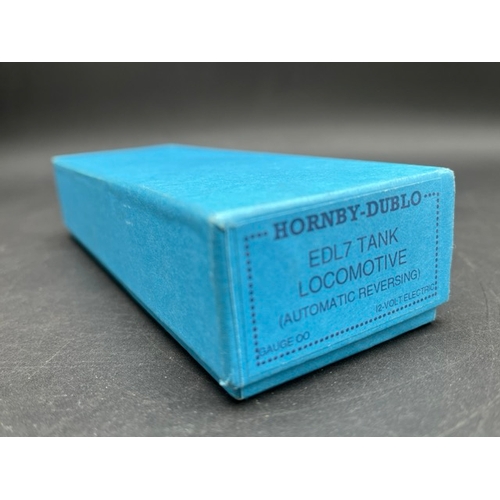 HORNBY-DUBLO
EDL7 TANK
LOCOMOTIVE
(AUTOMATIC REVERSING)
GAUGE OO
12-VOLT ELECTRIC